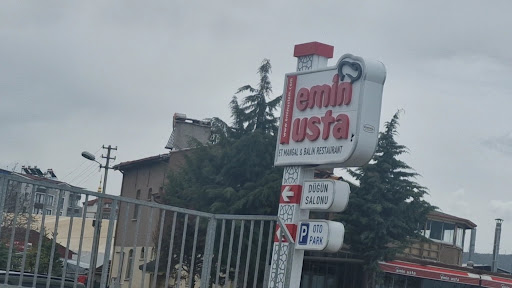 emin
usta
ET MANGAL & BALIK RESTAURANT
DÜĞÜN
SALONU
P OTO
PARK